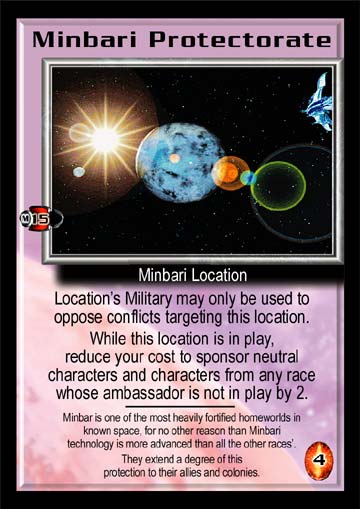 Minbari Protectorate
M 15
Minbari Location
Location's Military may only be used to
oppose conflicts targeting this location.
While this location is in play,
reduce your cost to sponsor neutral
characters and characters from any race
whose ambassador is not in play by 2.
Minbar is one of the most heavily fortified homeworlds in
known space, for no other reason than Minbari
technology is more advanced than all the other races'.
They extend a degree of this
protection to their allies and colonies.
4